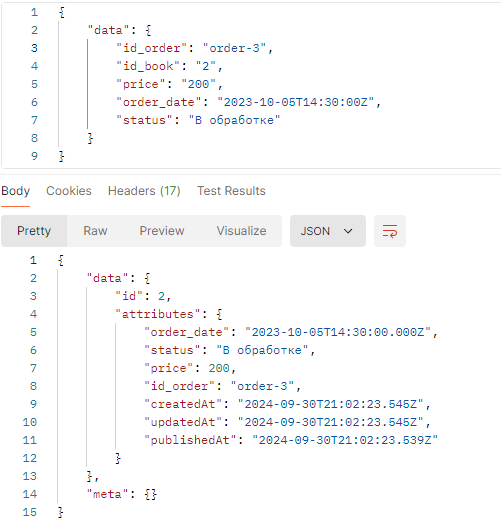 1 {
2 "data": {
3 "id_order": "order-3",
4 "id_book": "2",
5 "price": "200",
6 "order_date": "2023-10-05T14:30:00Z",
7 "status": "В обработке"
8 }
9 }
Body Cookies Headers (17) Test Results
Pretty Raw Preview Visualize JSON
1 {
2 "data": {
3 "id": 2,
4 "attributes": {
5 "order_date": "2023-10-05T14:30:00.000Z",
6 "status": "В обработке",
7 "price": 200,
8 "id_order": "order-3",
9 "createdAt": "2024-09-30T21:02:23.545Z",
10 "updatedAt": "2024-09-30T21:02:23.545Z",
11 "publishedAt": "2024-09-30T21:02:23.539Z"
12 }
13 },
14 "meta": {}
15 }